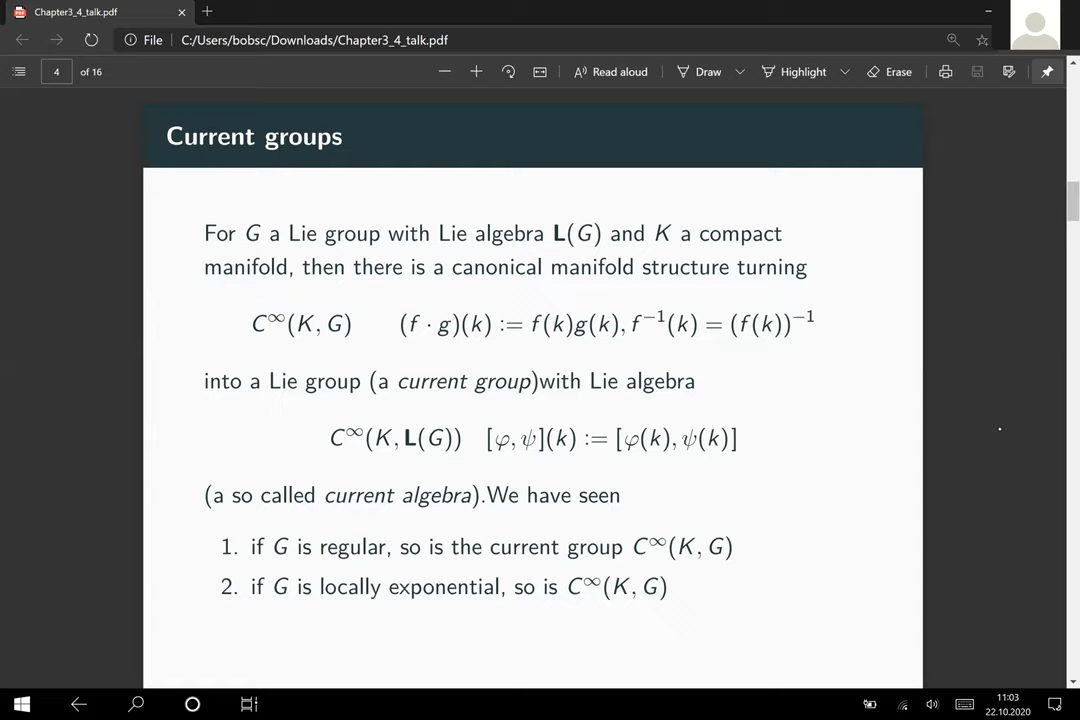 Chapter3_4_talk.pdf
File
C:/Users/bobsc/Downloads/Chapter3_4_talk.pdf
4 of 16
Read aloud
Draw
Highlight
Erase
Current groups
For G a Lie group with Lie algebra L(G) and K a compact
manifold, then there is a canonical manifold structure turning
C∞(K, G) (f · g)(k) := f(k)g(k), f⁻¹(k) = (f(k))⁻¹
into a Lie group (a current group)with Lie algebra
C∞(K, L(G)) [φ, ψ](k) := [φ(k), ψ(k)]
(a so called current algebra).We have seen
1. if G is regular, so is the current group C∞(K, G)
2. if G is locally exponential, so is C∞(K, G)
11:03
22.10.2020